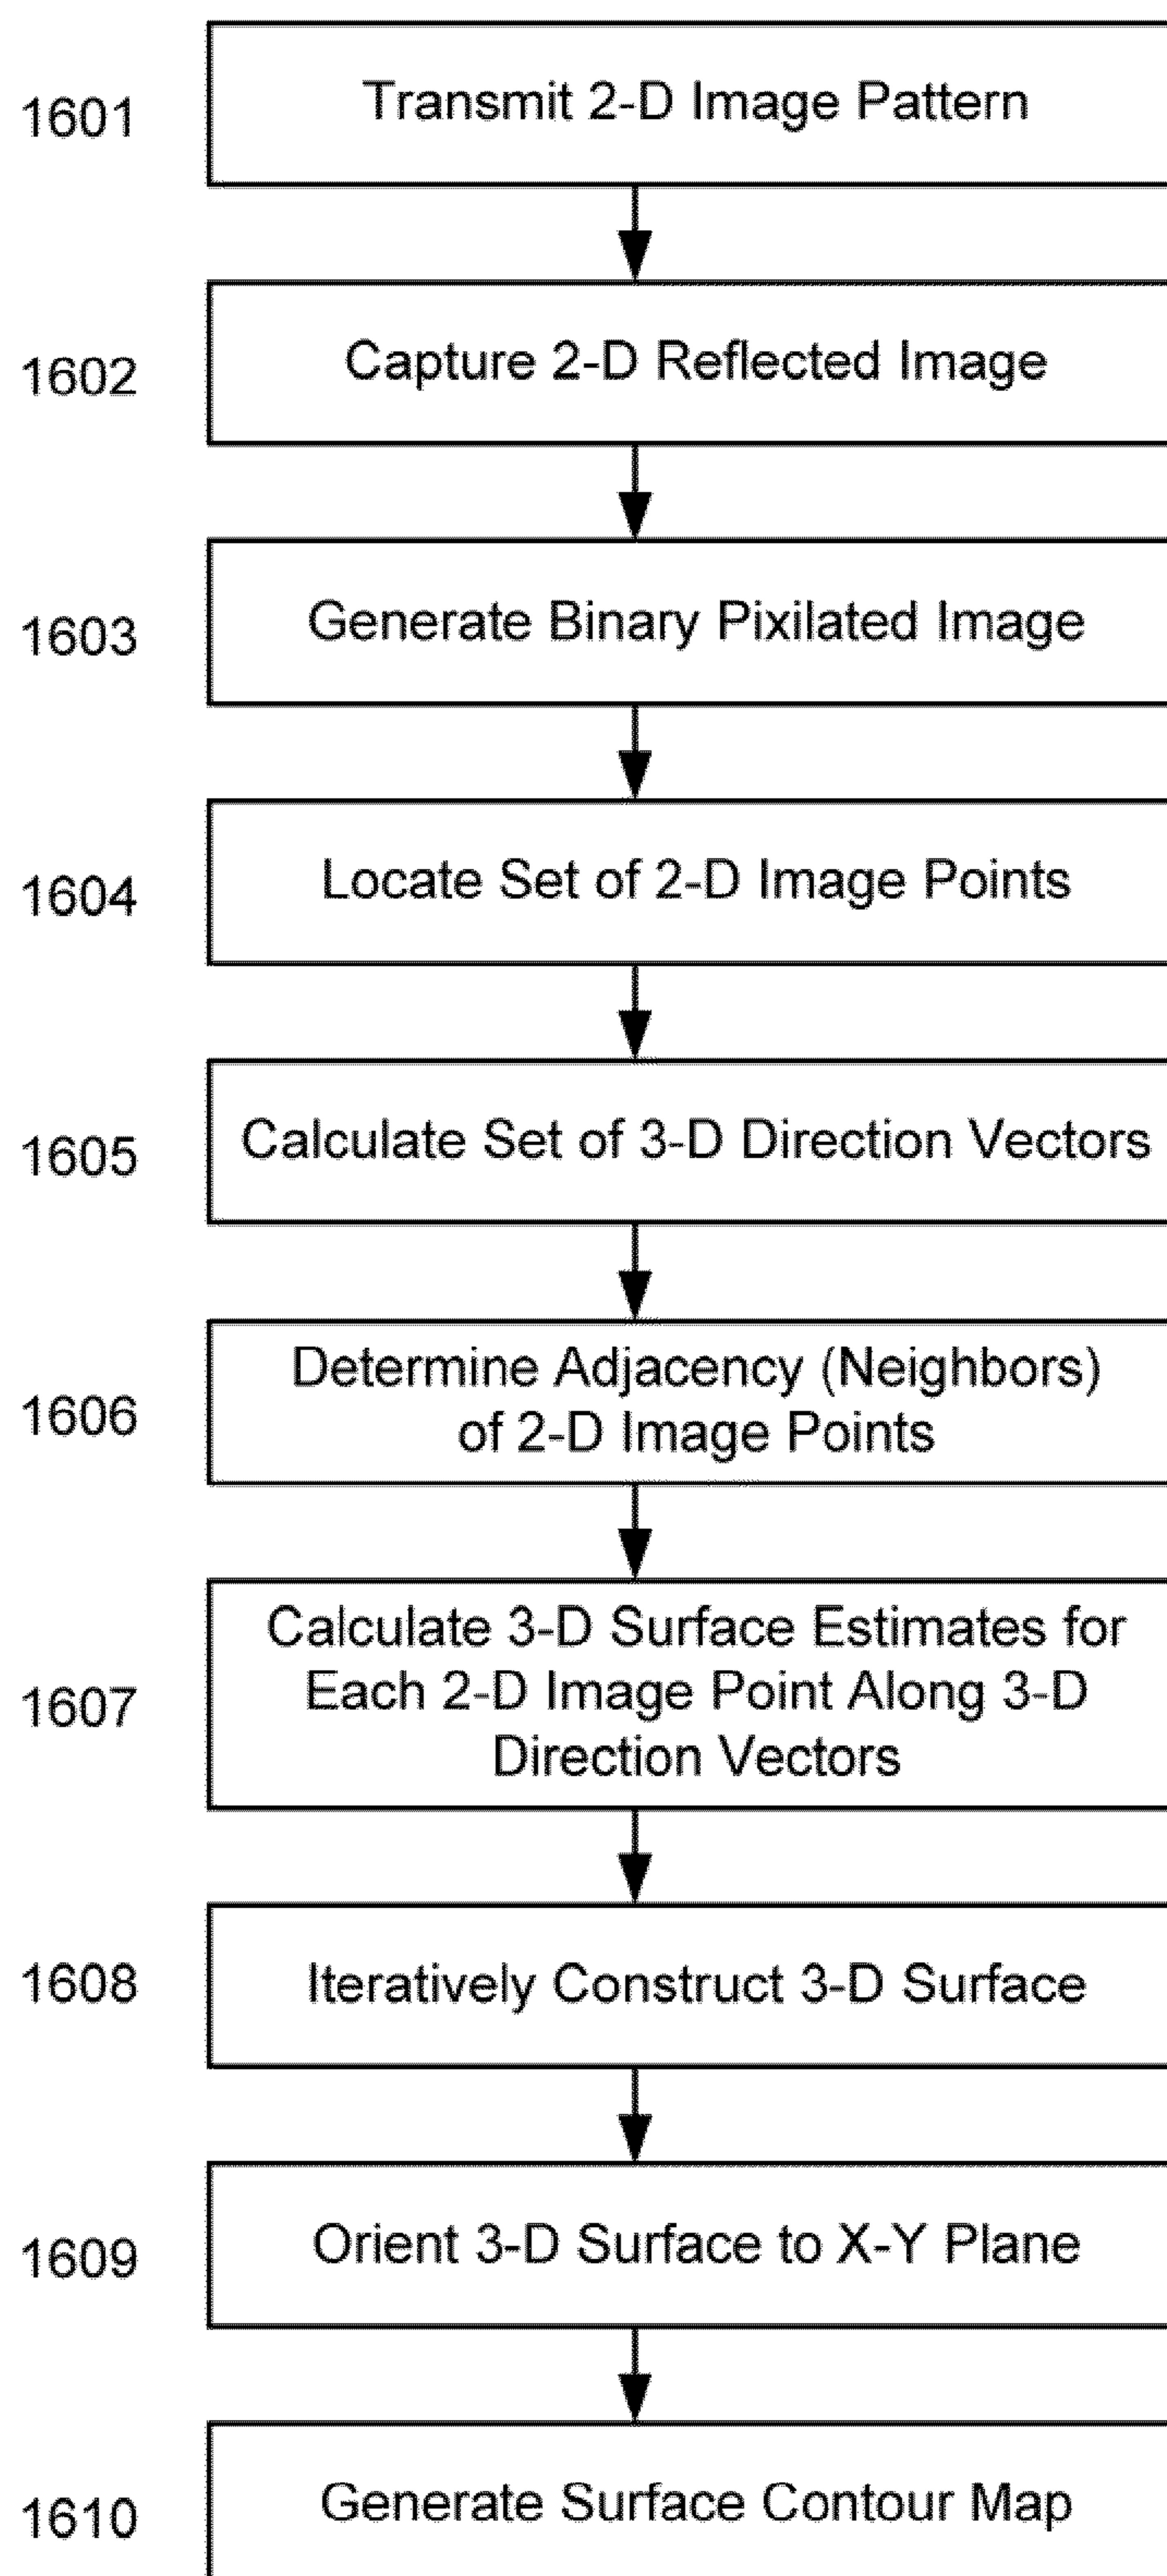 1601
Transmit 2-D Image Pattern
1602
Capture 2-D Reflected Image
1603
Generate Binary Pixilated Image
1604
Locate Set of 2-D Image Points
1605
Calculate Set of 3-D Direction Vectors
1606
Determine Adjacency (Neighbors)
of 2-D Image Points
1607
Calculate 3-D Surface Estimates for
Each 2-D Image Point Along 3-D
Direction Vectors
1608
Iteratively Construct 3-D Surface
1609
Orient 3-D Surface to X-Y Plane
1610
Generate Surface Contour Map